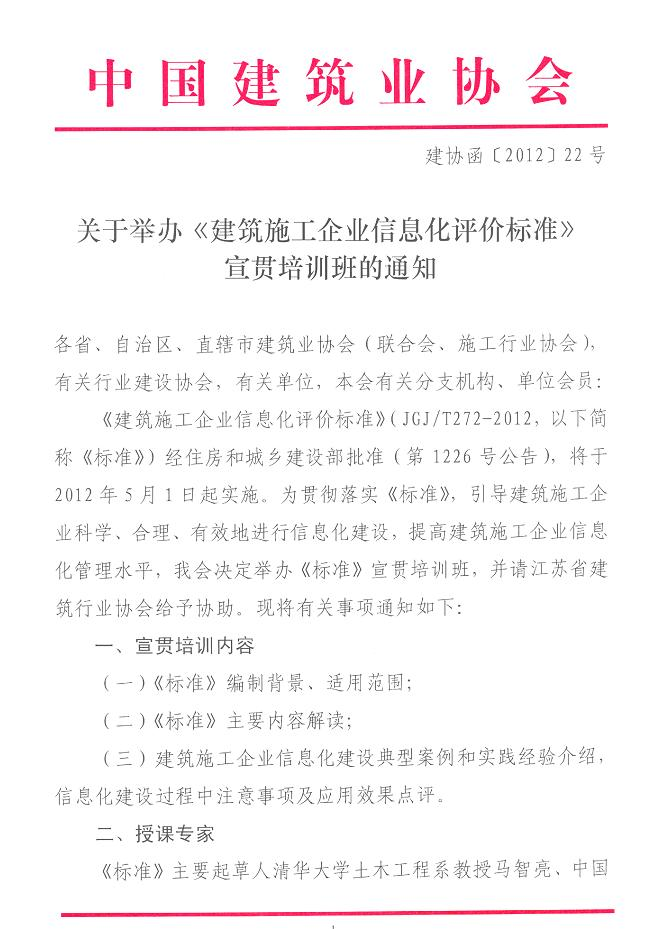 中国建筑业协会
建协函〔2012〕22号
关于举办《建筑施工企业信息化评价标准》
宣贯培训班的通知
各省、自治区、直辖市建筑业协会（联合会、施工行业协会），
有关行业建设协会，有关单位，本会有关分支机构、单位会员：
《建筑施工企业信息化评价标准》（JGJ/T272-2012，以下简
称《标准》）经住房和城乡建设部批准（第 1226 号公告），将于
2012 年 5 月 1 日起实施。为贯彻落实《标准》，引导建筑施工企
业科学、合理、有效地进行信息化建设，提高建筑施工企业信息
化管理水平，我会决定举办《标准》宣贯培训班，并请江苏省建
筑行业协会给予协助。现将有关事项通知如下：
一、宣贯培训内容
（一）《标准》编制背景、适用范围；
（二）《标准》主要内容解读；
（三）建筑施工企业信息化建设典型案例和实践经验介绍，
信息化建设过程中注意事项及应用效果点评。
二、授课专家
《标准》主要起草人清华大学土木工程系教授马智亮、中国
1